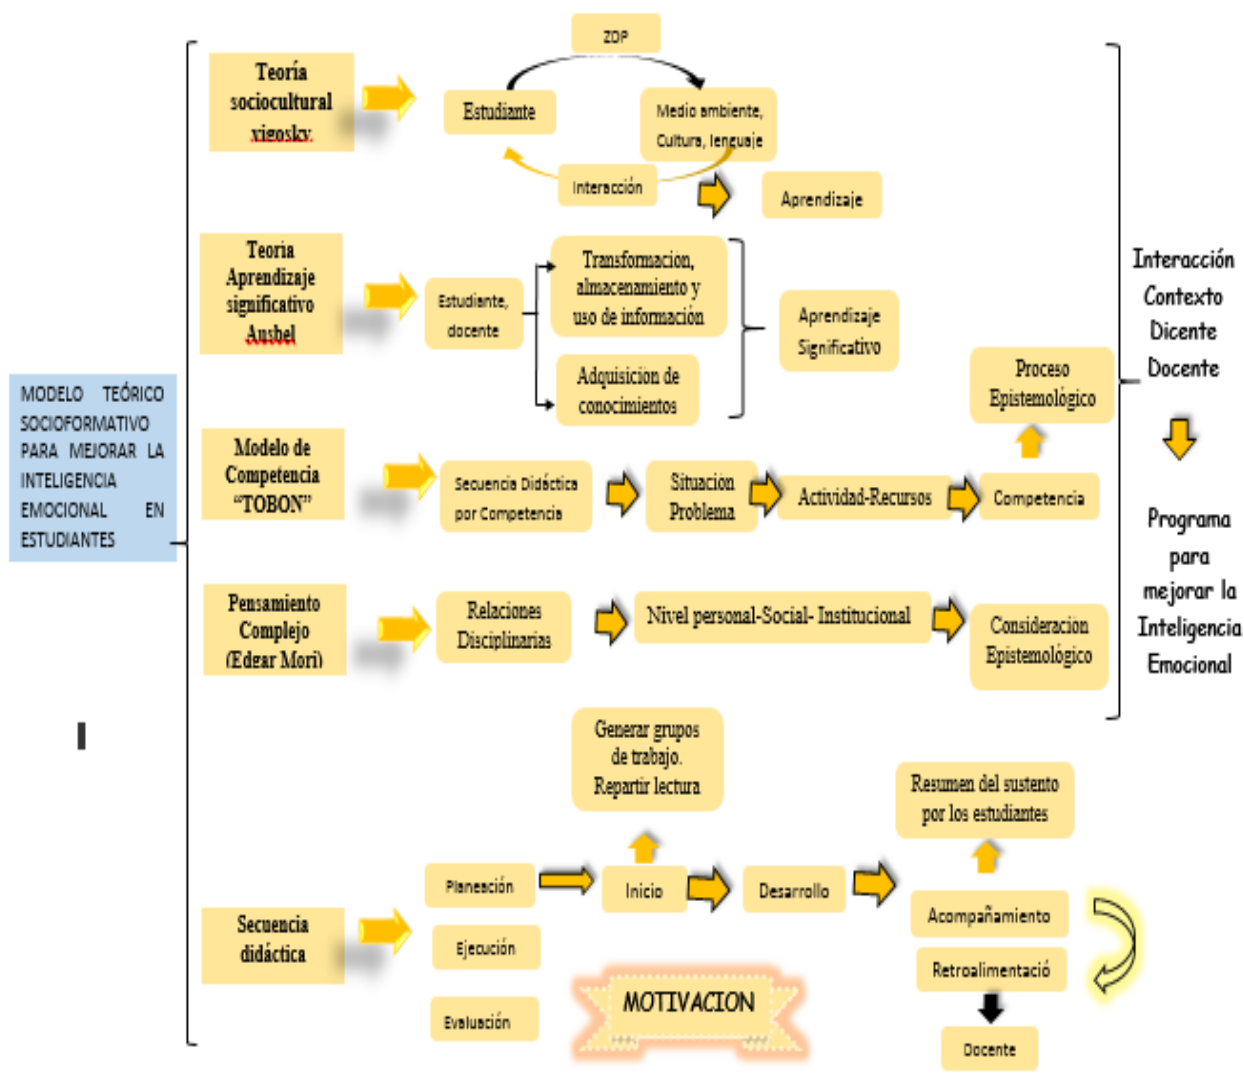 ZDP
Teoría
sociocultural
vigosky.
Estudiante
Medio ambiente,
Cultura, lenguaje
Interacción
Aprendizaje
Teoria
Aprendizaje
significativo
Ausbel
Estudiante,
docente
Transformacion,
almacenamiento y
uso de información
Adquisicion de
conocimientos
Aprendizaje
Significativo
Interacción
Contexto
Dicente
Docente
MODELO TEÓRICO
SOCIOFORMATIVO
PARA MEJORAR LA
INTELIGENCIA
EMOCIONAL EN
ESTUDIANTES
Proceso
Epistemológico
Modelo de
Competencia
“TOBON”
Secuencia Didáctica
por Competencia
Situacion
Problema
Actividad-Recursos
Competencia
Programa
para
mejorar la
Inteligencia
Emocional
Pensamiento
Complejo
(Edgar Mori)
Relaciones
Disciplinarias
Nivel personal-Social- Institucional
Consideracion
Epistemológico
Generar grupos
de trabajo.
Repartir lectura
Resumen del sustento
por los estudiantes
Secuencia
didáctica
Planeación
Inicio
Desarrollo
Acompañamiento
Ejecución
Retroalimentació
Evaluación
MOTIVACION
Docente